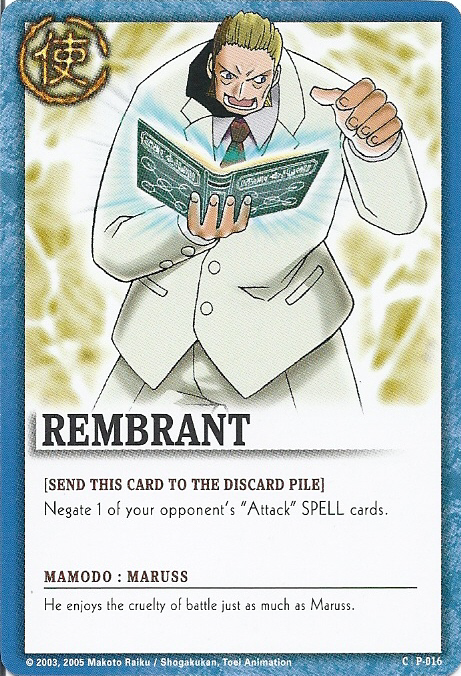 使
REMBRANT
[SEND THIS CARD TO THE DISCARD PILE]
Negate 1 of your opponent's "Attack" SPELL cards.
MAMODO : MARUSS
He enjoys the cruelty of battle just as much as Maruss.
© 2003, 2005 Makoto Raiku / Shogakukan, Toei Animation
C P-016